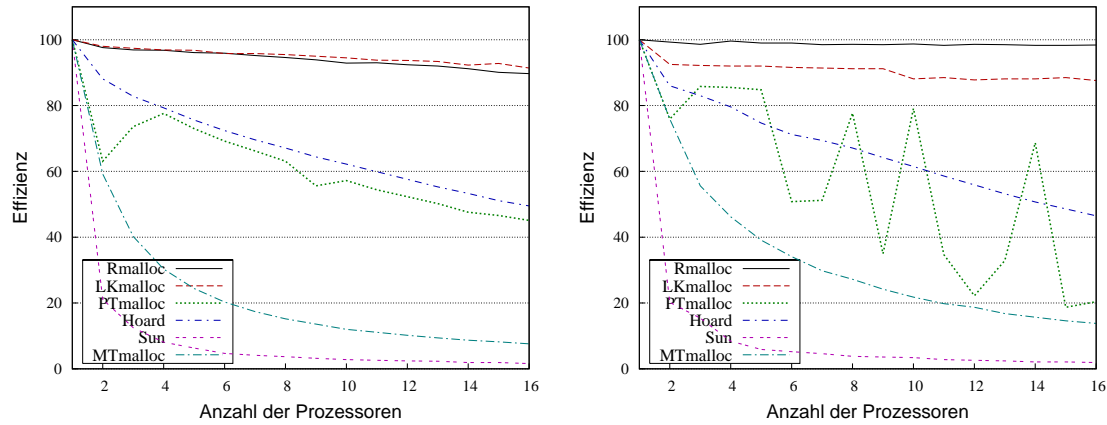 100
80
60
40
20
0
Effizienz
Rmalloc
LKmalloc
PTmalloc
Hoard
Sun
MTmalloc
2 4 6 8 10 12 14 16
Anzahl der Prozessoren
100
80
60
40
20
0
Effizienz
Rmalloc
LKmalloc
PTmalloc
Hoard
Sun
MTmalloc
2 4 6 8 10 12 14 16
Anzahl der Prozessoren